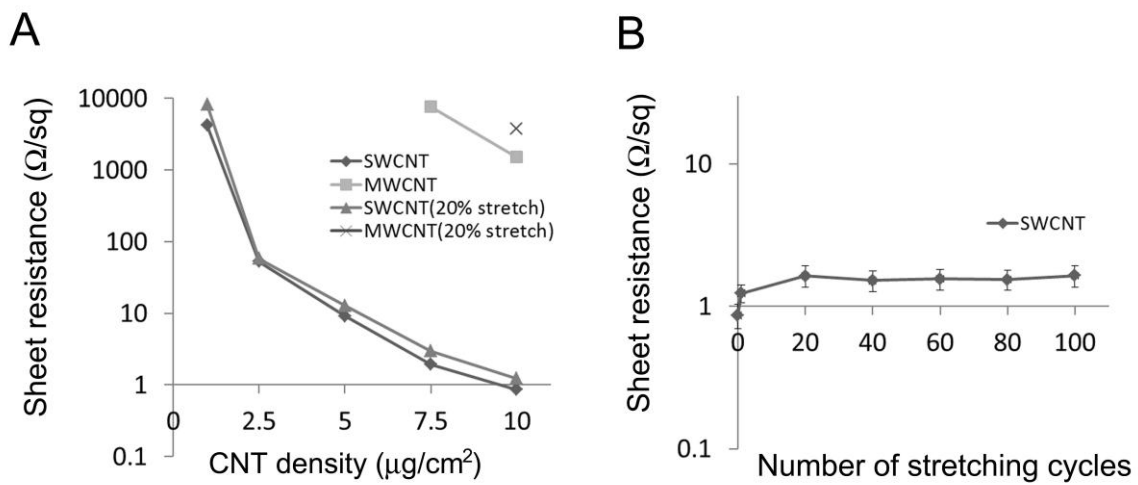 A
Sheet resistance (Ω/sq)
10000
1000
100
10
1
0.1
0
2.5
5
7.5
10
SWCNT
MWCNT
SWCNT(20% stretch)
MWCNT(20% stretch)
CNT density (μg/cm²)
B
Sheet resistance (Ω/sq)
10
1
0.1
0
20
40
60
80
100
SWCNT
Number of stretching cycles